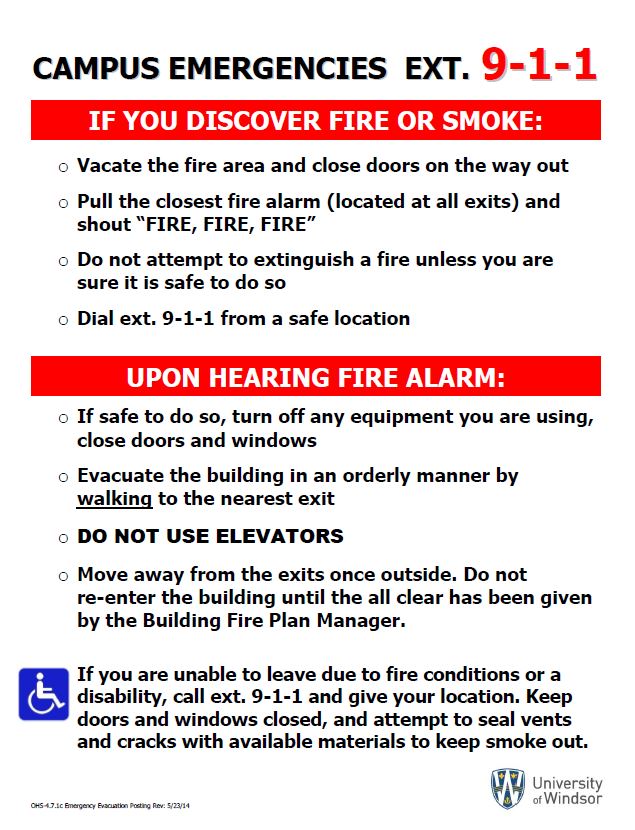 CAMPUS EMERGENCIES EXT. 9-1-1
IF YOU DISCOVER FIRE OR SMOKE:
○ Vacate the fire area and close doors on the way out
○ Pull the closest fire alarm (located at all exits) and
shout “FIRE, FIRE, FIRE”
○ Do not attempt to extinguish a fire unless you are
sure it is safe to do so
○ Dial ext. 9-1-1 from a safe location
UPON HEARING FIRE ALARM:
○ If safe to do so, turn off any equipment you are using,
close doors and windows
○ Evacuate the building in an orderly manner by
walking to the nearest exit
○ DO NOT USE ELEVATORS
○ Move away from the exits once outside. Do not
re-enter the building until the all clear has been given
by the Building Fire Plan Manager.
If you are unable to leave due to fire conditions or a
disability, call ext. 9-1-1 and give your location. Keep
doors and windows closed, and attempt to seal vents
and cracks with available materials to keep smoke out.
University
of Windsor
OHS-4.7.1c Emergency Evacuation Posting Rev: 5/23/14